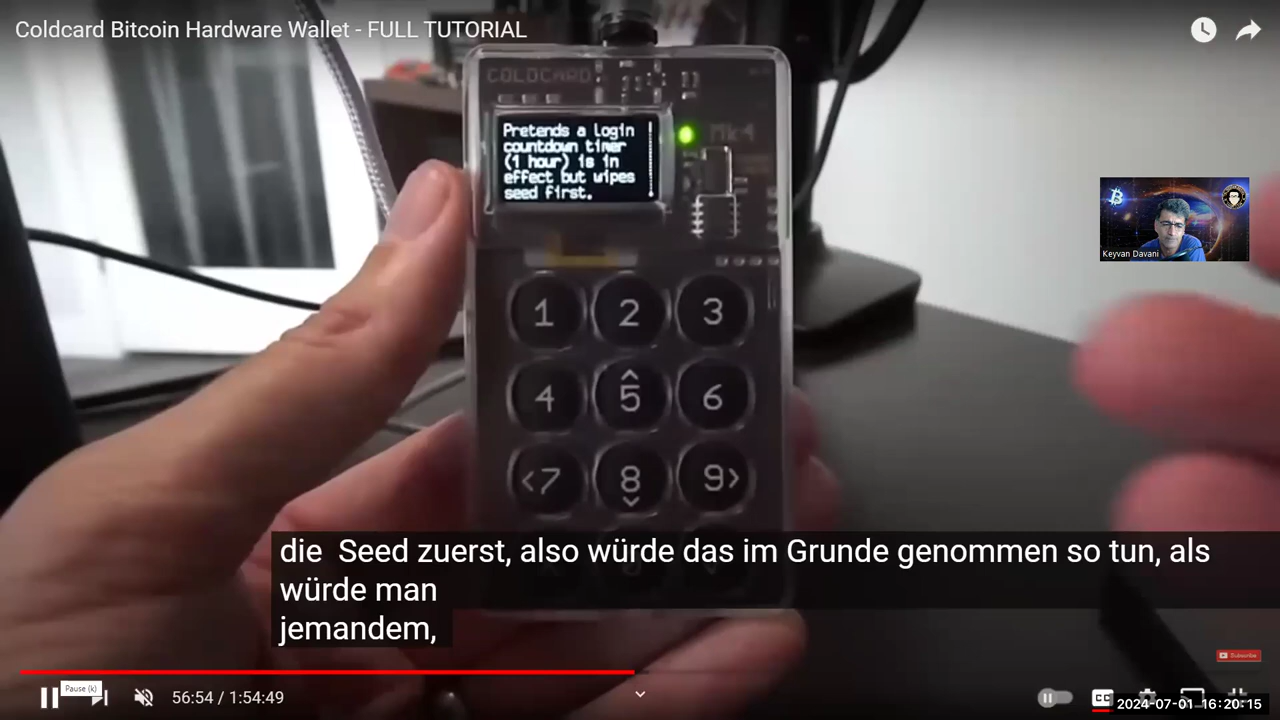 Coldcard Bitcoin Hardware Wallet - FULL TUTORIAL
COLDCARD
Pretends a login
countdown timer
(1 hour) is in
effect but wipes
seed first.
Mk4
Keyvan Davani
1 2 3
4 5 6
<7 8 9>
die Seed zuerst, also würde das im Grunde genommen so tun, als
würde man
jemandem,
Subscribe
Pause (k)
56:54 / 1:54:49
CC
2024-07-01 16:20:15